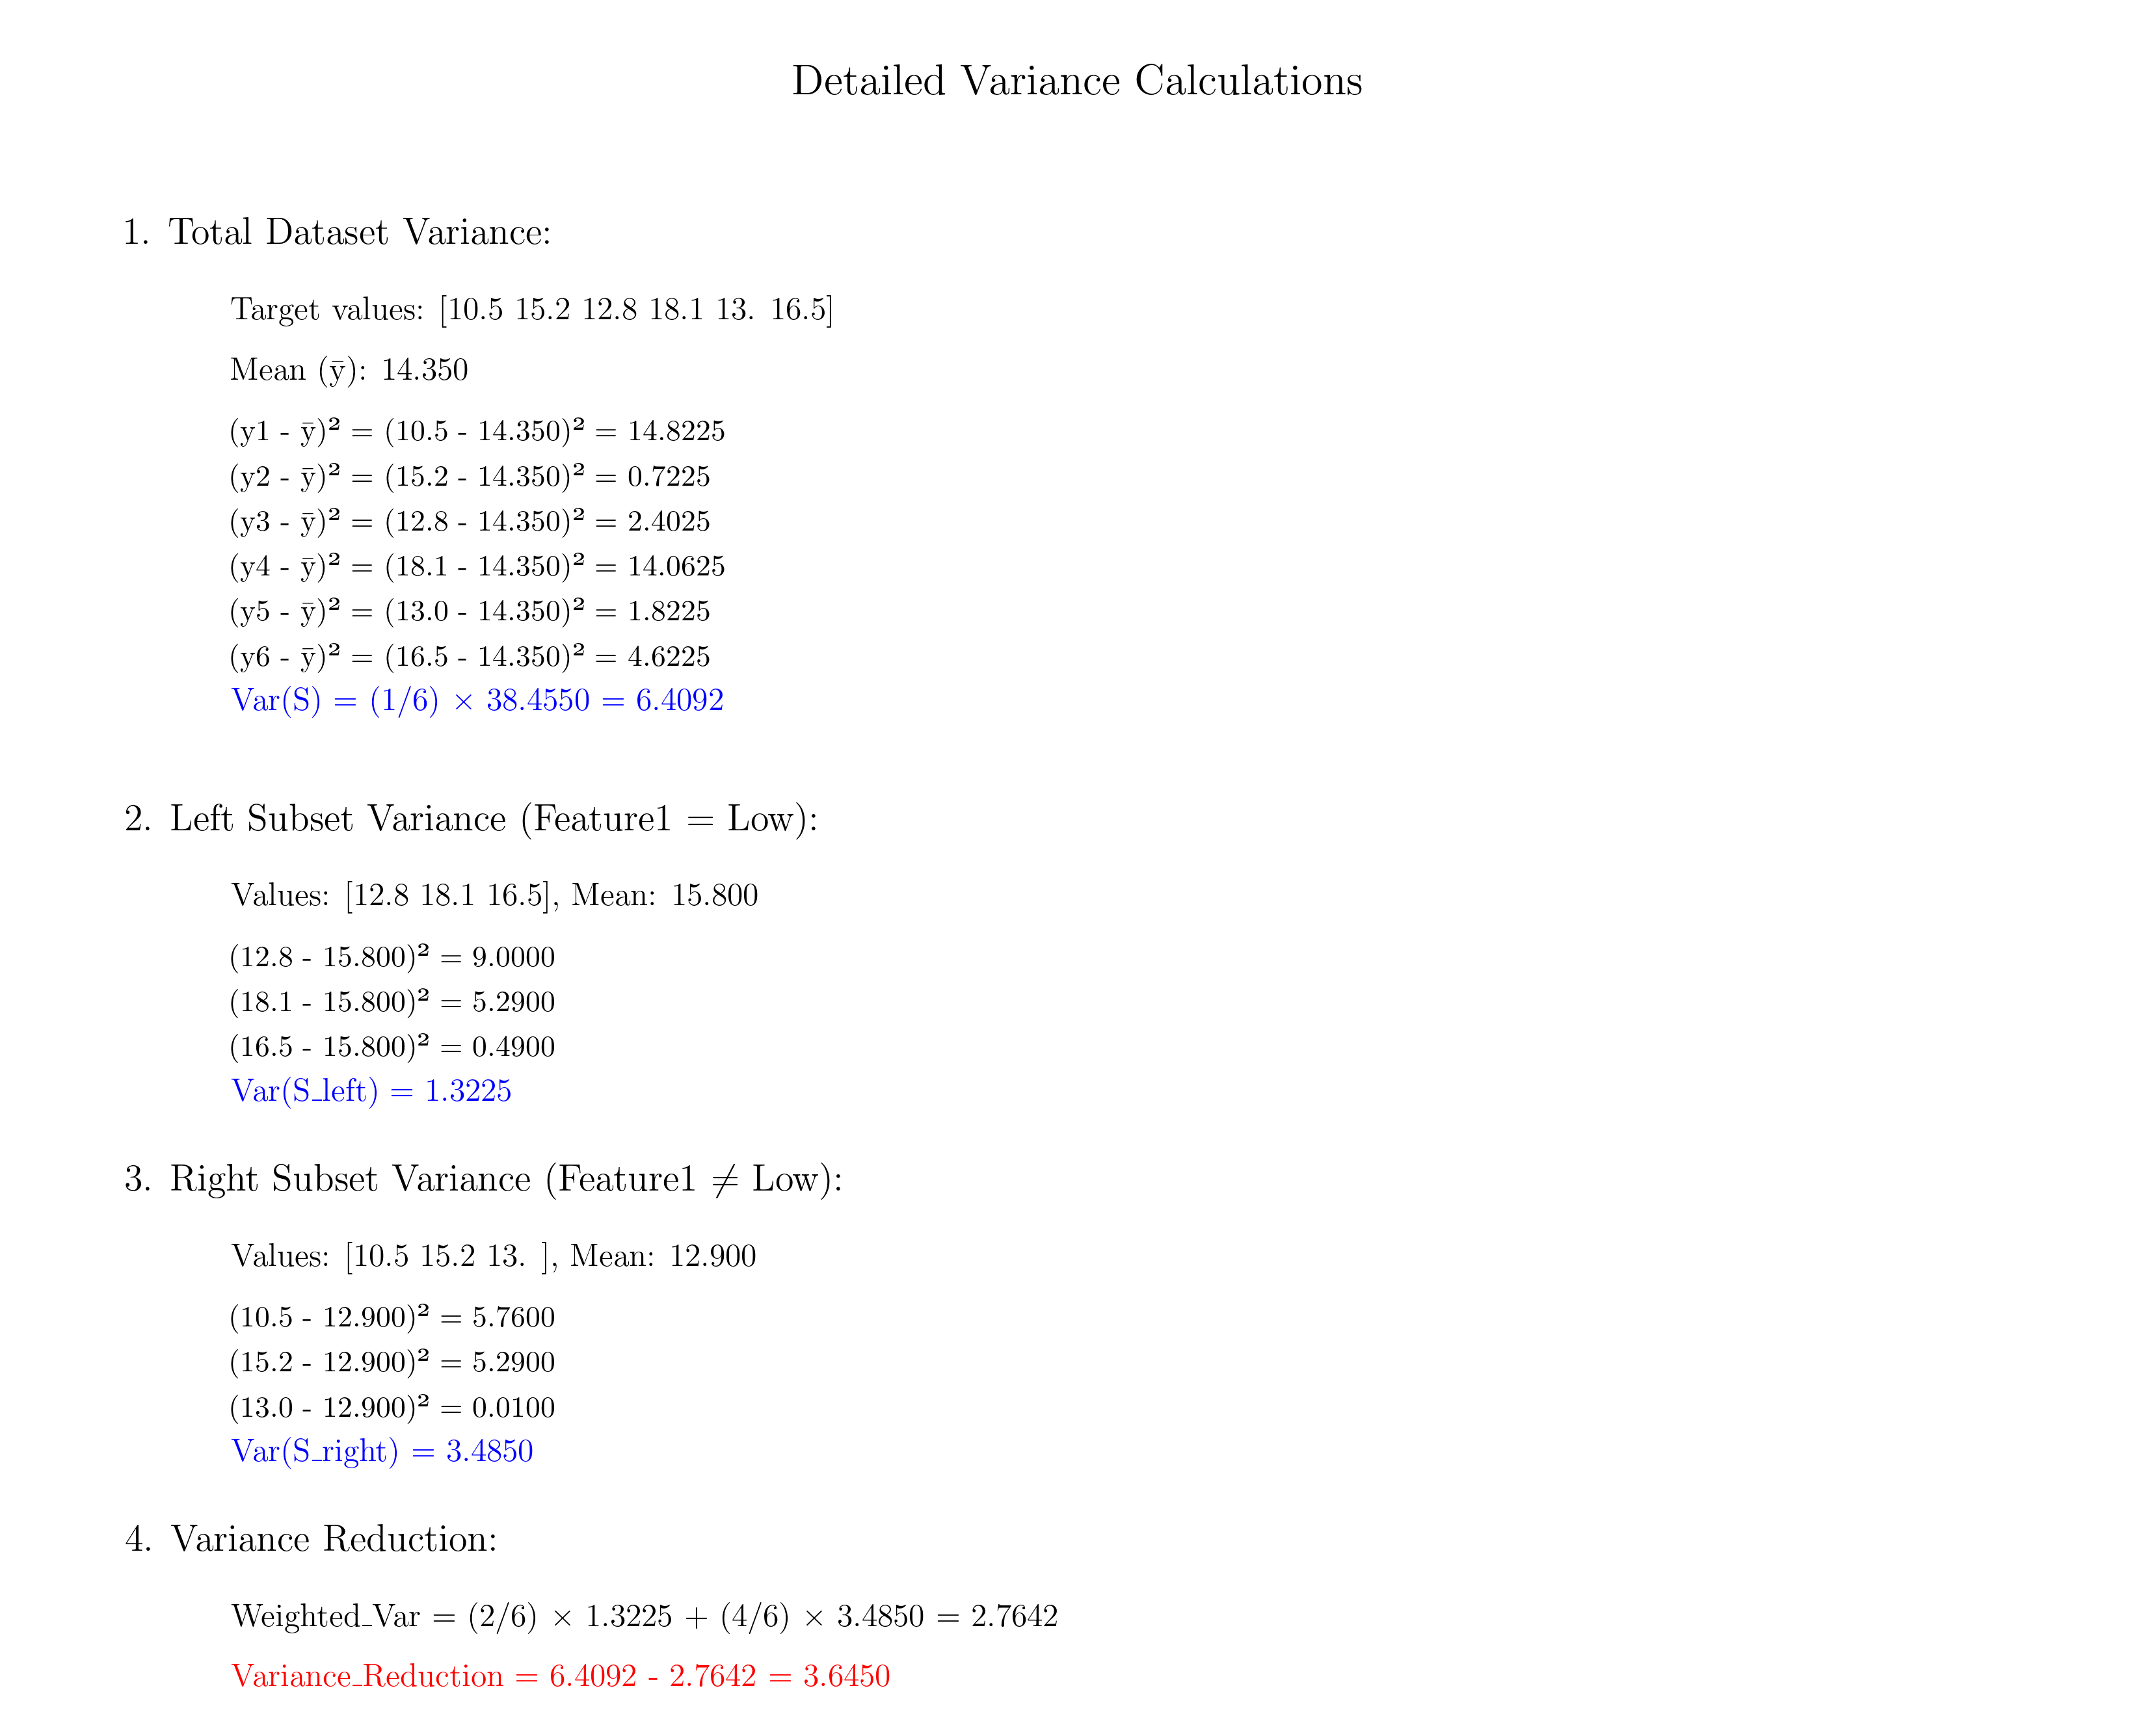 Detailed Variance Calculations
1. Total Dataset Variance:
Target values: [10.5 15.2 12.8 18.1 13. 16.5]
Mean (ȳ): 14.350
(y1 - ȳ)² = (10.5 - 14.350)² = 14.8225
(y2 - ȳ)² = (15.2 - 14.350)² = 0.7225
(y3 - ȳ)² = (12.8 - 14.350)² = 2.4025
(y4 - ȳ)² = (18.1 - 14.350)² = 14.0625
(y5 - ȳ)² = (13.0 - 14.350)² = 1.8225
(y6 - ȳ)² = (16.5 - 14.350)² = 4.6225
Var(S) = (1/6) × 38.4550 = 6.4092
2. Left Subset Variance (Feature1 = Low):
Values: [12.8 18.1 16.5], Mean: 15.800
(12.8 - 15.800)² = 9.0000
(18.1 - 15.800)² = 5.2900
(16.5 - 15.800)² = 0.4900
Var(S_left) = 1.3225
3. Right Subset Variance (Feature1 ≠ Low):
Values: [10.5 15.2 13. ], Mean: 12.900
(10.5 - 12.900)² = 5.7600
(15.2 - 12.900)² = 5.2900
(13.0 - 12.900)² = 0.0100
Var(S_right) = 3.4850
4. Variance Reduction:
Weighted_Var = (2/6) × 1.3225 + (4/6) × 3.4850 = 2.7642
Variance_Reduction = 6.4092 - 2.7642 = 3.6450